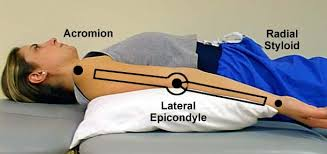 Acromion
Radial
Styloid
Lateral
Epicondyle